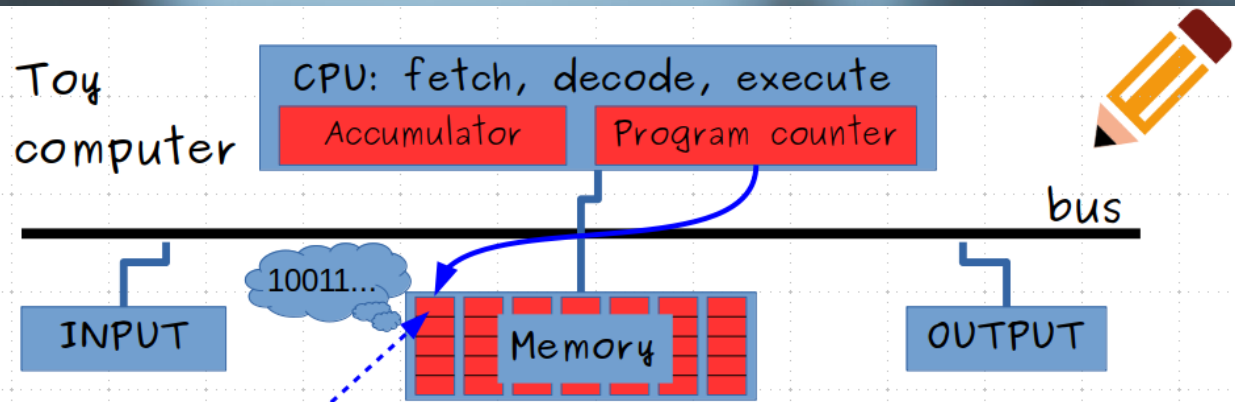 Toy
computer
CPU: fetch, decode, execute
Accumulator
Program counter
bus
10011...
INPUT
Memory
OUTPUT